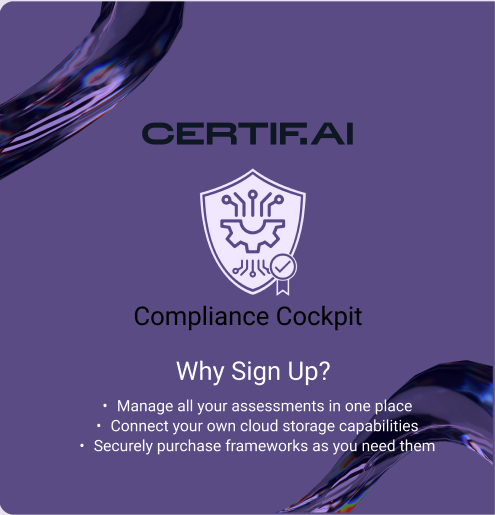 CERTIF.AI
Compliance Cockpit
Why Sign Up?
• Manage all your assessments in one place
• Connect your own cloud storage capabilities
• Securely purchase frameworks as you need them